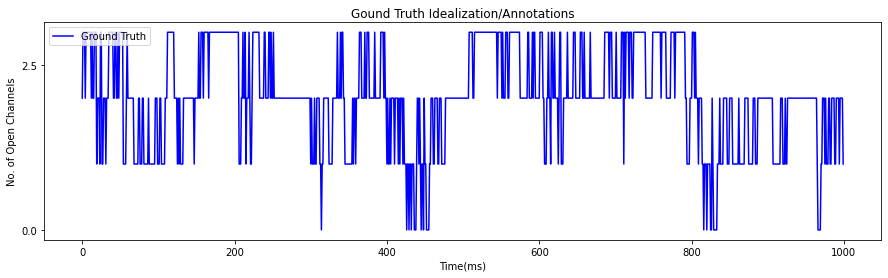 Gound Truth Idealization/Annotations
Ground Truth
2.5
No. of Open Channels
0.0
0 200 400 600 800 1000
Time(ms)